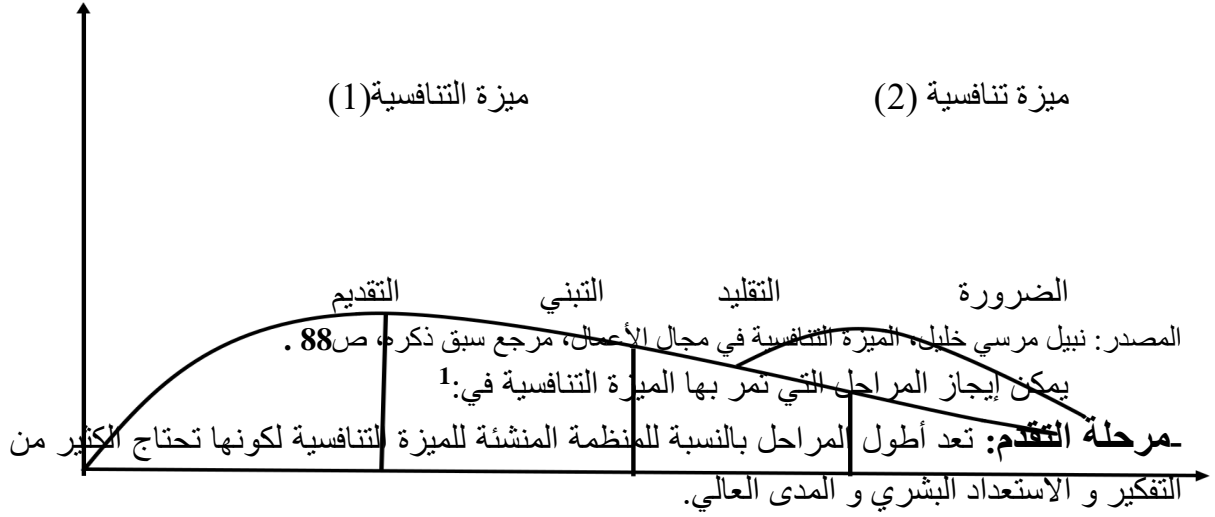 ميزة التنافسية(1) ميزة تنافسية (2)
الضرورة التقليد التبني التقديم
المصدر: نبيل مرسي خليل، الميزة التنافسية في مجال الأعمال، مرجع سبق ذكره، ص88 .
يمكن إيجاز المراحل التي تمر بها الميزة التنافسية في:1
-مرحلة التقدم: تعد أطول المراحل بالنسبة للمنظمة المنشئة للميزة التنافسية لكونها تحتاج الكثير من
التفكير و الاستعداد البشري و المدى العالي.